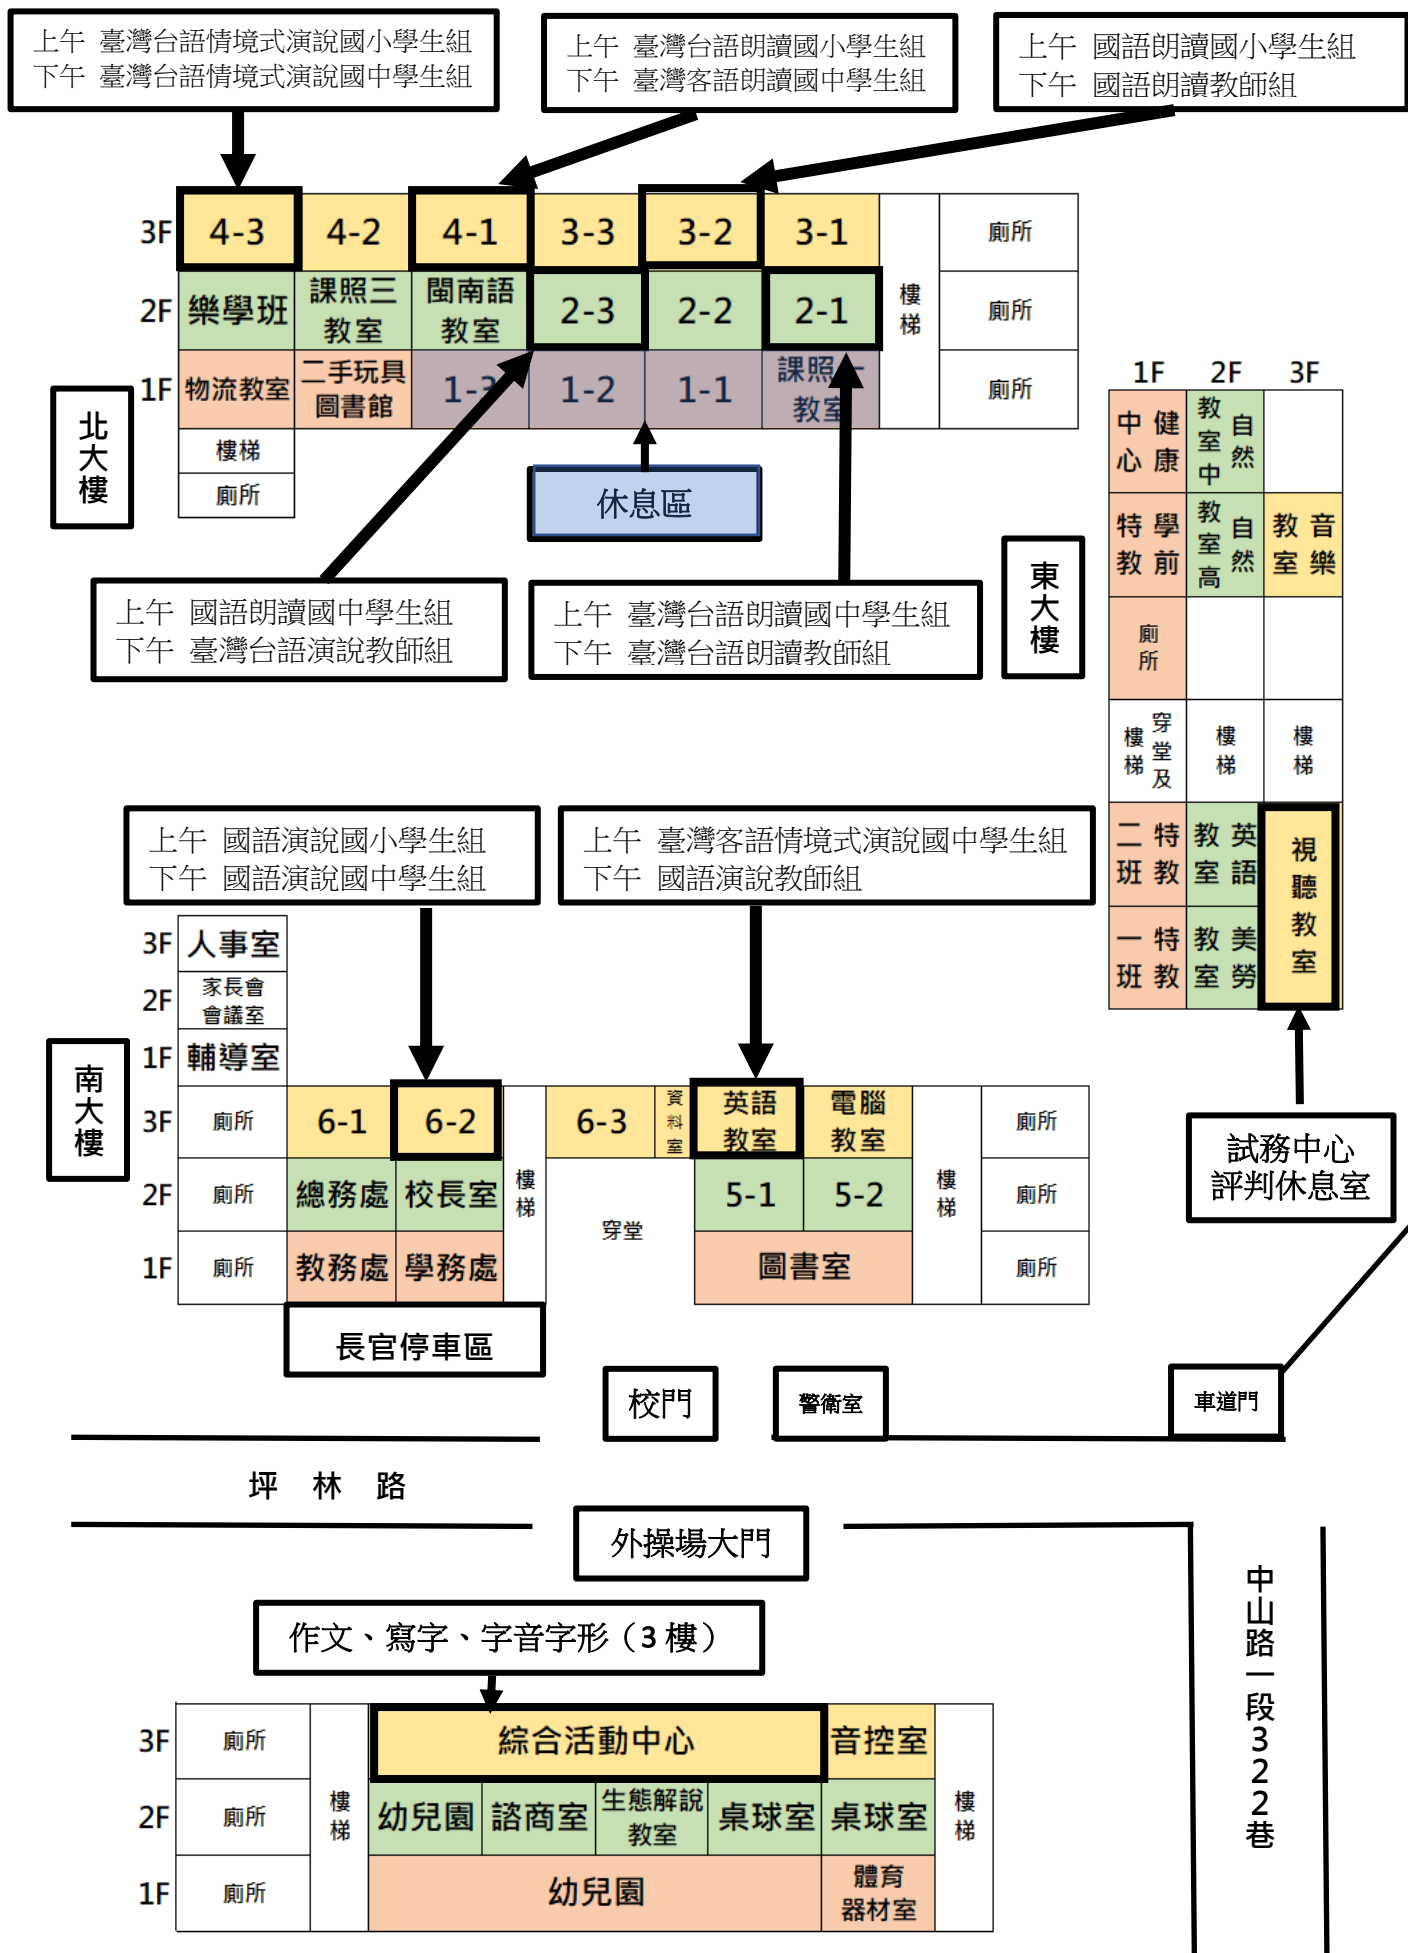 上午 臺灣台語情境式演說國小學生組
下午 臺灣台語情境式演說國中學生組
上午 臺灣台語朗讀國小學生組
下午 臺灣客語朗讀國中學生組
上午 國語朗讀國小學生組
下午 國語朗讀教師組
3F 4-3 4-2 4-1 3-3 3-2 3-1 廁所
2F 樂學班 課照三教室 閩南語教室 2-3 2-2 2-1 樓梯 廁所
1F 物流教室 二手玩具圖書館 1-3 1-2 1-1 課照一教室 廁所
樓梯
廁所
北大樓
休息區
上午 國語朗讀國中學生組
下午 臺灣台語演說教師組
上午 臺灣台語朗讀國中學生組
下午 臺灣台語朗讀教師組
東大樓
1F 2F 3F
健康中心 自然教室中
學前特教 自然教室高 音樂教室
廁所
穿堂及樓梯 樓梯 樓梯
特教二班 英語教室 視聽教室
特教一班 美勞教室
試務中心
評判休息室
上午 國語演說國小學生組
下午 國語演說國中學生組
上午 臺灣客語情境式演說國中學生組
下午 國語演說教師組
南大樓
3F 人事室
2F 家長會會議室
1F 輔導室
3F 廁所 6-1 6-2 6-3 資料室 英語教室 電腦教室 廁所
2F 廁所 總務處 校長室 樓梯 穿堂 5-1 5-2 樓梯 廁所
1F 廁所 教務處 學務處 圖書室 廁所
長官停車區
校門
警衛室
車道門
坪林路
外操場大門
中山路一段322巷
作文、寫字、字音字形（3樓）
3F 廁所 綜合活動中心 音控室
2F 廁所 樓梯 幼兒園 諮商室 生態解說教室 桌球室 桌球室 樓梯
1F 廁所 幼兒園 體育器材室